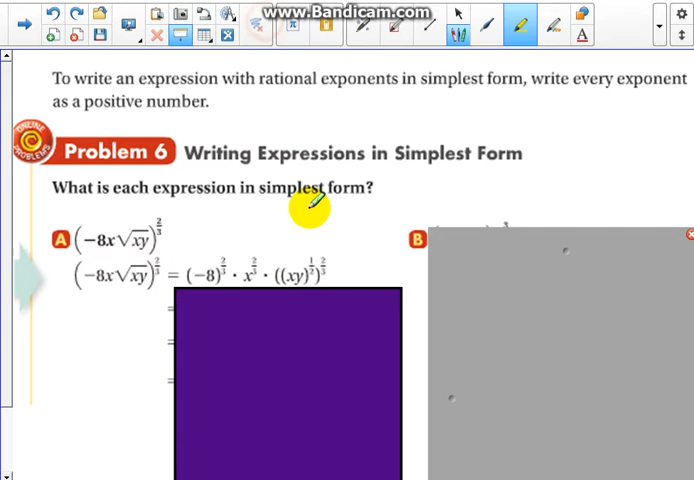 www.Bandicam.com
To write an expression with rational exponents in simplest form, write every exponent
as a positive number.
ONLINE
PROBLEMS
Problem 6 Writing Expressions in Simplest Form
What is each expression in simplest form?
A (−8x√xy)^(2/3)
B
(−8x√xy)^(2/3) = (−8)^(2/3) · x^(2/3) · ((xy)^(1/2))^(2/3)
=
=
=